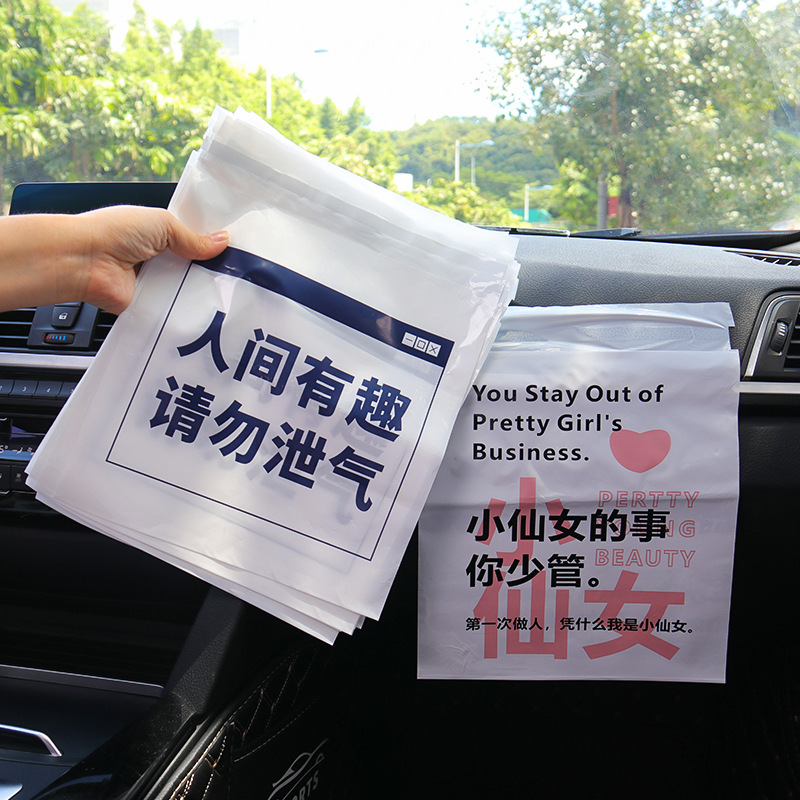 人间有趣
请勿泄气
You Stay Out of
Pretty Girl's
Business.
PERTTY
BEAUTY
小仙女的事
你少管。
小
仙女
第一次做人，凭什么我是小仙女。